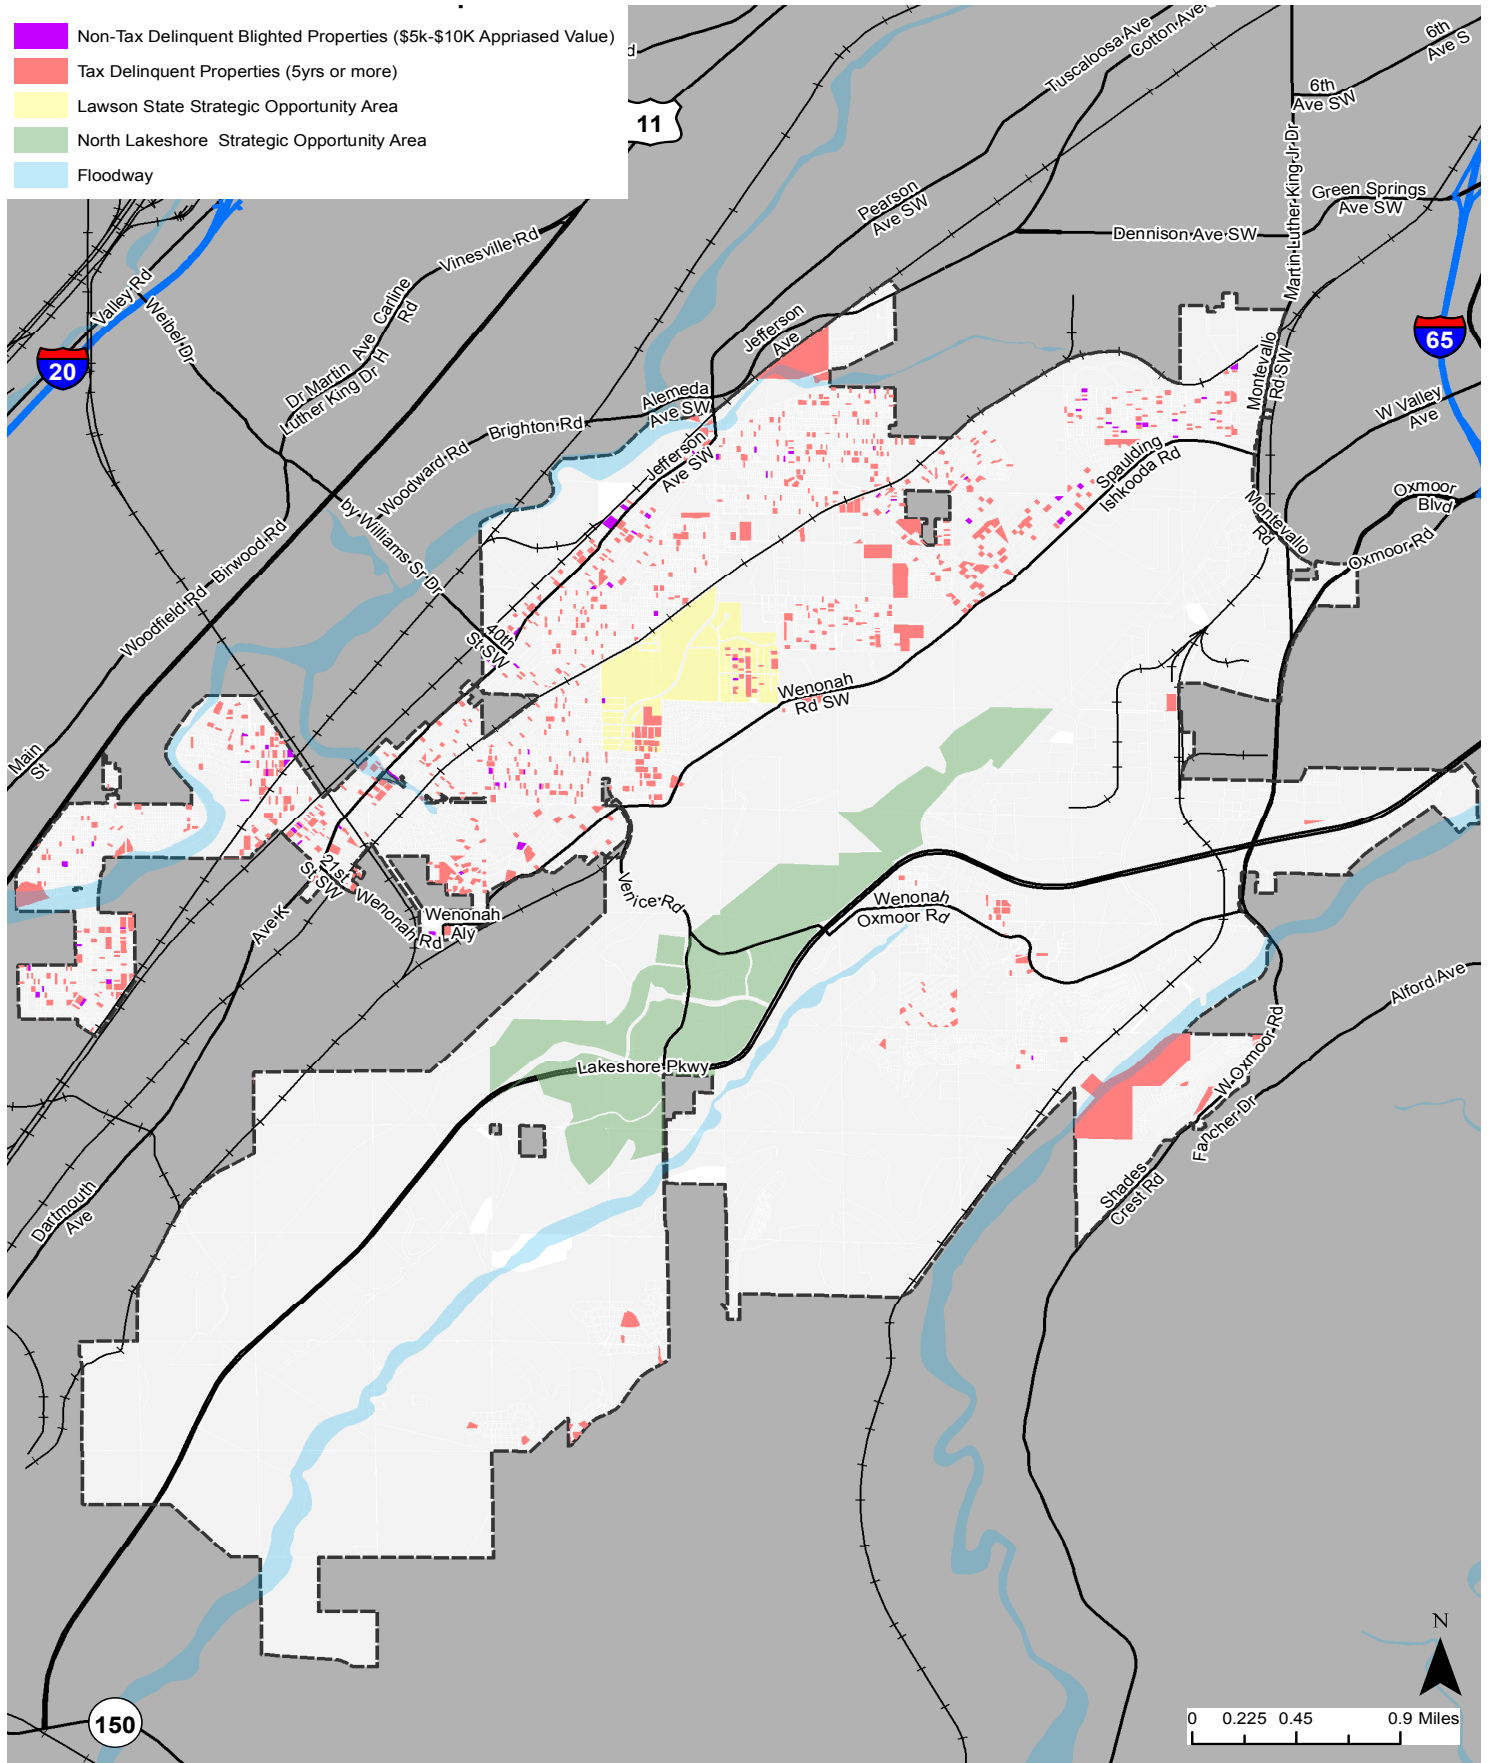 Non-Tax Delinquent Blighted Properties ($5k-$10K Appriased Value)
Tax Delinquent Properties (5yrs or more)
Lawson State Strategic Opportunity Area
North Lakeshore Strategic Opportunity Area
Floodway
11
Tuscaloosa Ave
Cotton Ave
6th
Ave S
6th
Ave SW
Martin Luther King Jr Dr
Green Springs
Ave SW
Pearson
Ave SW
Dennison Ave SW
Vinesville Rd
Valley Rd
Weibel Dr
Carline
Rd
Dr Martin Ave
Luther King Dr H
20
65
Jefferson
Ave
Montevallo
Rd SW
Alameda
Ave SW
Brighton Rd
W Valley
Ave
Woodward Rd
Jefferson
Ave SW
Spaulding
Ishkooda Rd
Oxmoor
Blvd
Montevallo
Rd
Oxmoor Rd
by Williams Sr Dr
Birwood Rd
Woodfield Rd
40th
St SW
Wenonah
Rd SW
Main
St
21st
St SW
Wenonah Rd
Wenonah
Aly
Ave K
Venice Rd
Wenonah
Oxmoor Rd
Alford Ave
Lakeshore Pkwy
W Oxmoor Rd
Fancher Dr
Shades
Crest Rd
Dartmouth
Ave
N
0 0.225 0.45 0.9 Miles
150